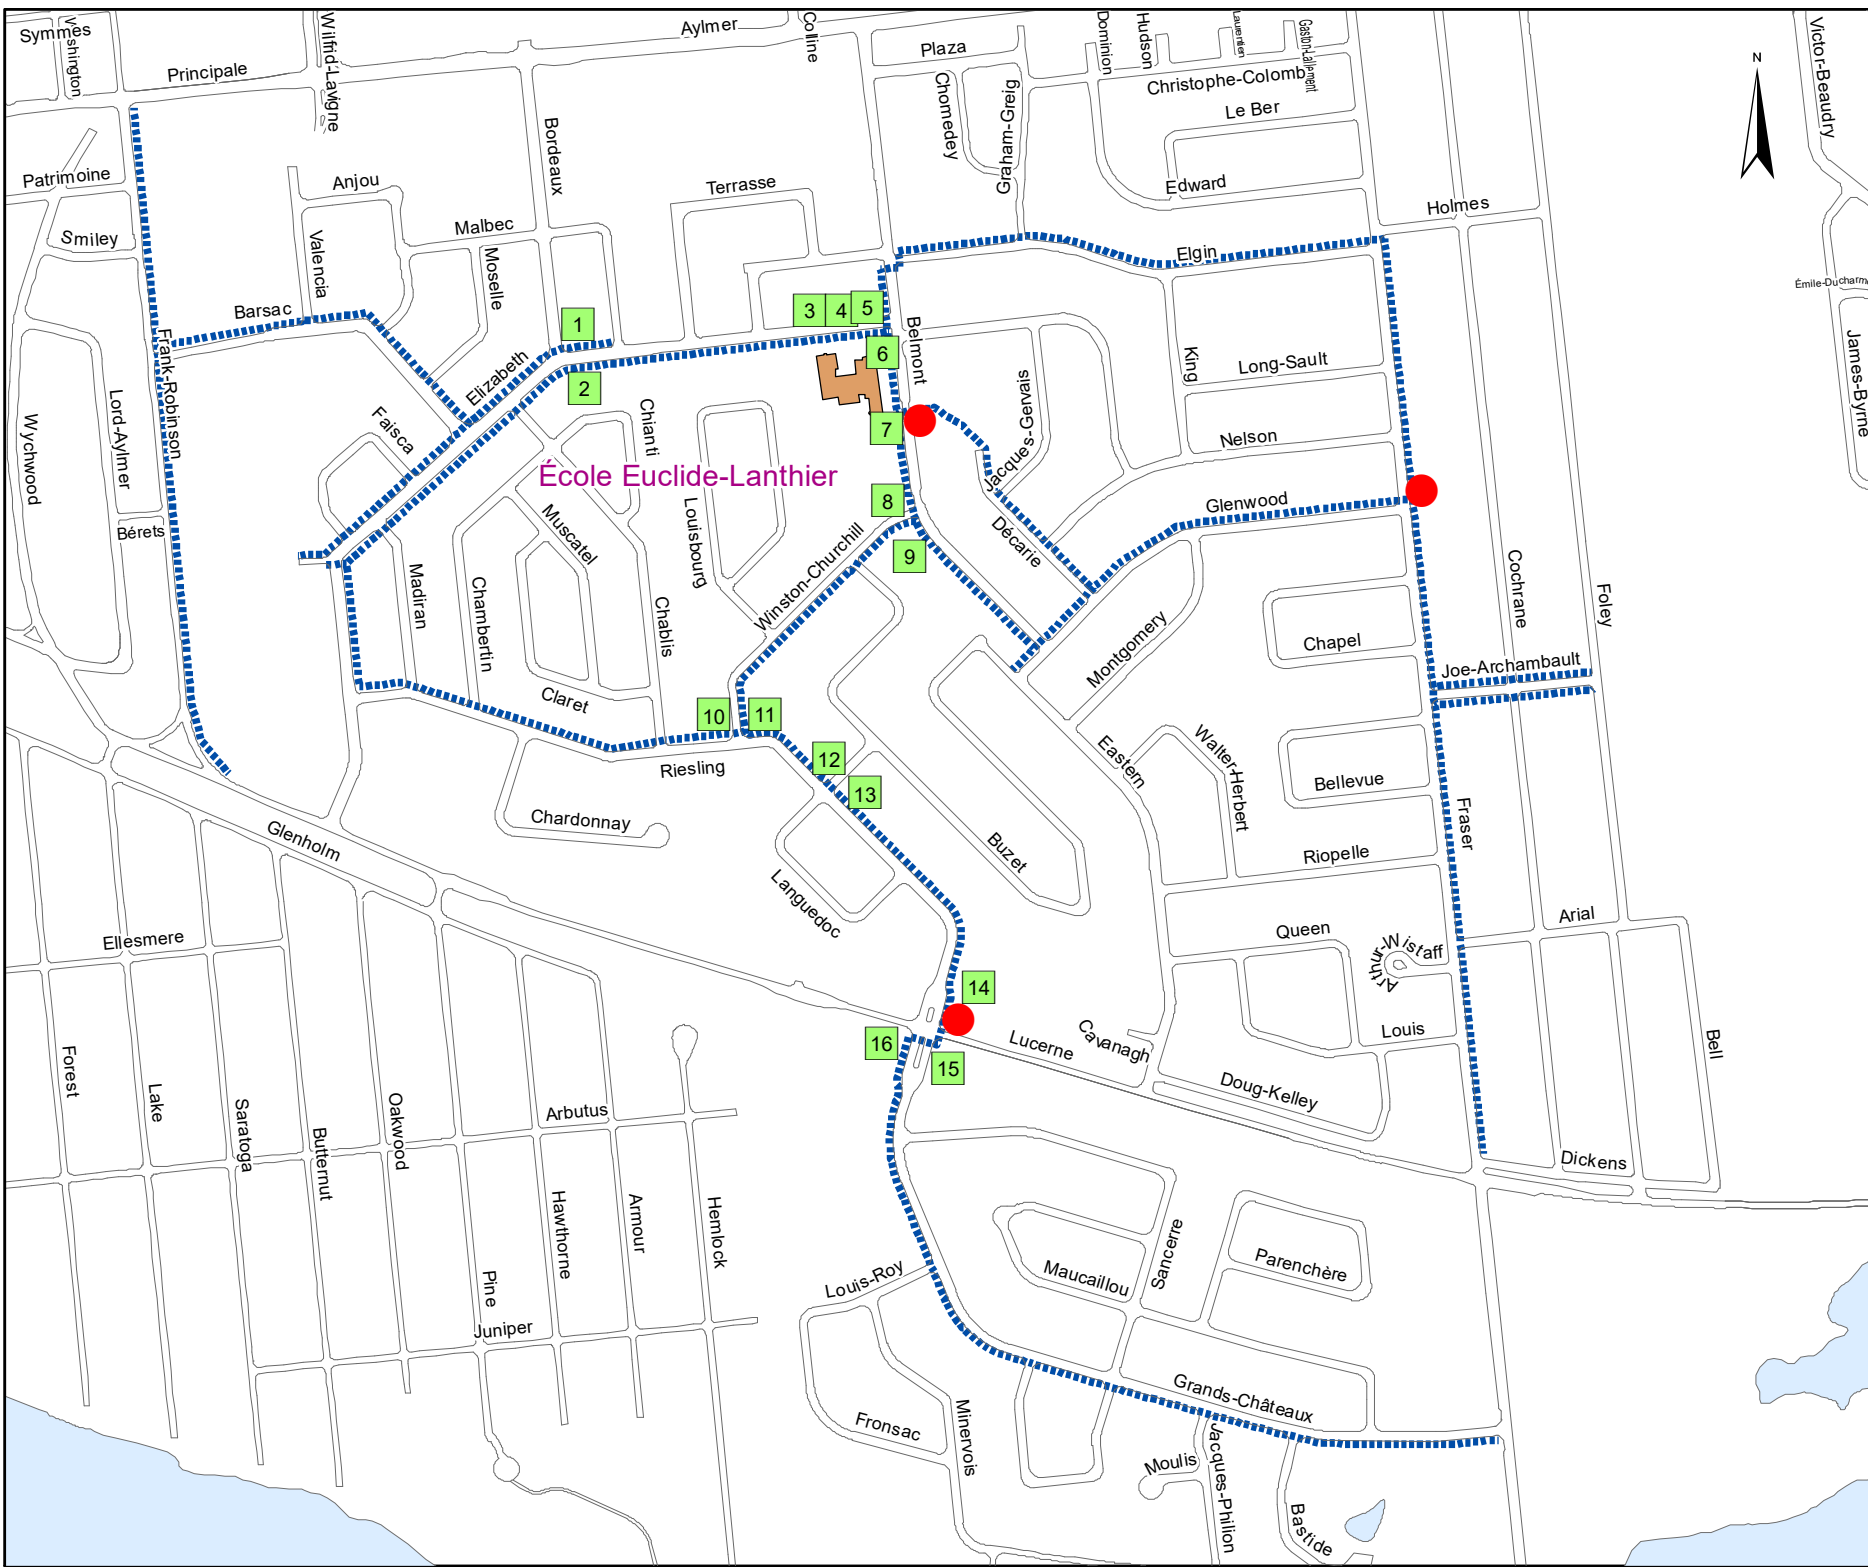 Symmes
Washington
Wilfrid-Lavigne
Principale
Aylmer
Colline
Plaza
Dominion
Hudson
Laurentien
Gaston-Lallement
Victor-Beaudry
N
Christophe-Colomb
Chomedey
Graham-Greig
Le Ber
Bordeaux
Patrimoine
Anjou
Terrasse
Edward
Holmes
Smiley
Malbec
Valencia
Moselle
Elgin
Émile-Ducharme
Barsac
1
3
4
5
Frank-Robinson
Belmont
6
King
Long-Sault
James-Byrne
Elizabeth
2
Lord-Aylmer
Wychwood
Faisca
Chianti
7
Jacques-Gervais
Nelson
École Euclide-Lanthier
Louisbourg
8
Glenwood
Bérets
Muscatel
Winston-Churchill
9
Décarie
Madiran
Chambertin
Chablis
Cochrane
Foley
Montgomery
Chapel
Joe-Archambault
Claret
10
11
Riesling
12
13
Eastern
Walter-Herbert
Bellevue
Fraser
Chardonnay
Glenholm
Buzet
Riopelle
Languedoc
Arial
Queen
Ellesmere
Arthur-Wistaff
14
16
15
Lucerne
Cavanagh
Louis
Bell
Forest
Lake
Saratoga
Butternut
Oakwood
Arbutus
Doug-Kelley
Dickens
Hawthorne
Armour
Hemlock
Sancerre
Pine
Louis-Roy
Maucaillou
Parenchère
Juniper
Grands-Châteaux
Fronsac
Minervois
Moulis
Jacques-Philion
Bastide